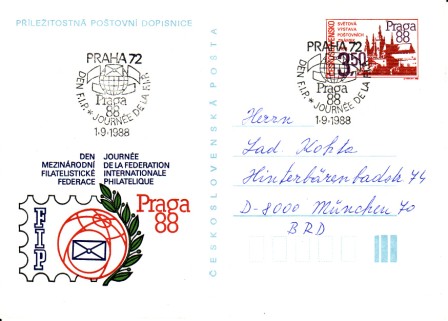 PŘÍLEŽITOSTNÁ POŠTOVNÍ DOPISNICE
PRAHA 72
DEN F.I.P. * JOURNÉE DE LA F.I.P.
Praga
88
1.9.1988
DEN
MEZINÁRODNÍ
FILATELISTICKÉ
FEDERACE
JOURNÉE
DE LA FEDERATION
INTERNATIONALE
PHILATELIQUE
FIP
Praga
88
ČESKOSLOVENSKÁ POŠTA
ČESKOSLOVENSKO
SVĚTOVÁ
VÝSTAVA
POŠTOVNÍCH
ZNÁMEK
Praga
88
3,50
PRAHA 72
DEN F.I.P. * JOURNÉE DE LA F.I.P.
Praga
88
1.9.1988
Herrn
Lad. Kohta
Hinterbärenbadstr 74
D-8000 München 70
BRD